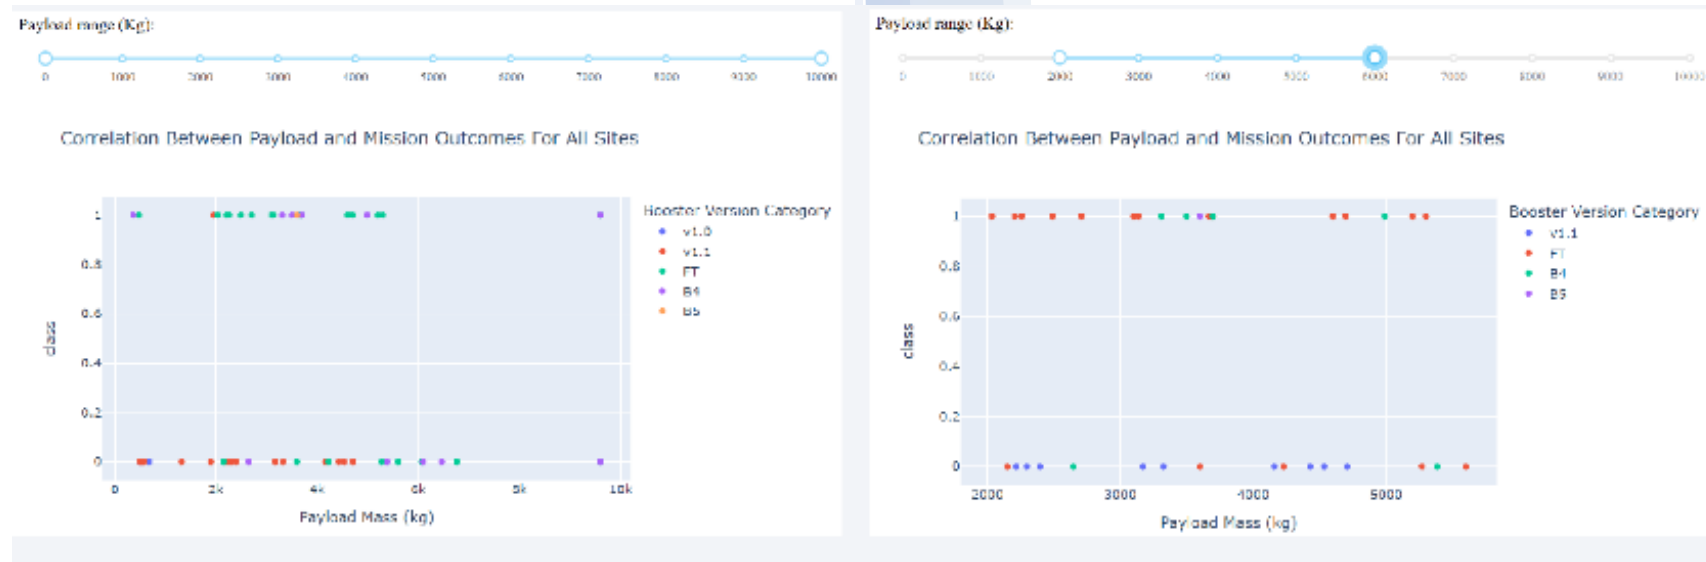 Payload range (Kg):
0 1000 2000 3000 4000 5000 6000 7000 8000 9000 10000
Correlation Between Payload and Mission Outcomes For All Sites
1
0.8
0.6
0.4
0.2
0
class
0 2k 4k 6k 8k 10k
Payload Mass (kg)
Booster Version Category
v1.0
v1.1
FT
B4
B5
Payload range (Kg):
0 1000 2000 3000 4000 5000 6000 7000 8000 9000 10000
Correlation Between Payload and Mission Outcomes For All Sites
1
0.8
0.6
0.4
0.2
0
class
2000 3000 4000 5000
Payload Mass (kg)
Booster Version Category
v1.1
FT
B4
B5